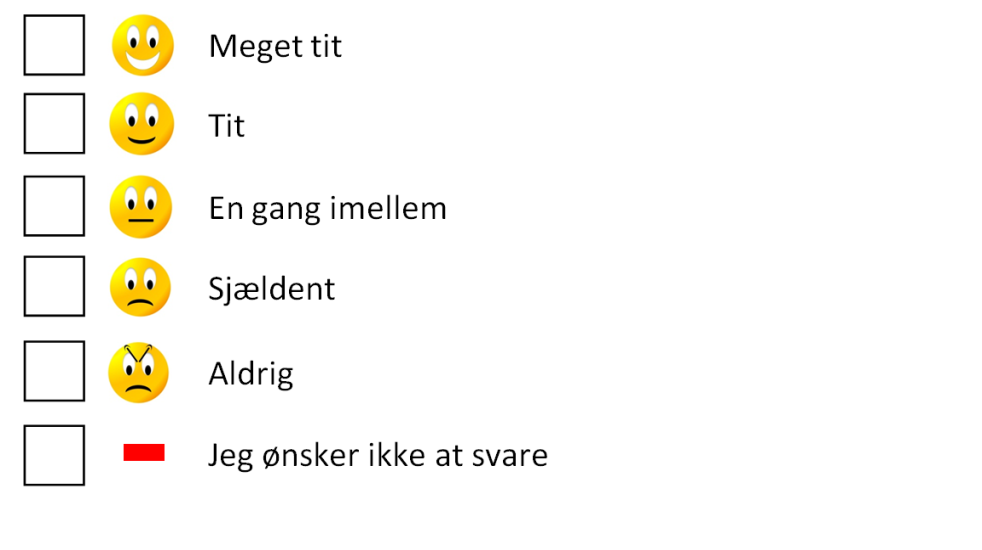 Meget tit
Tit
En gang imellem
Sjældent
Aldrig
Jeg ønsker ikke at svare